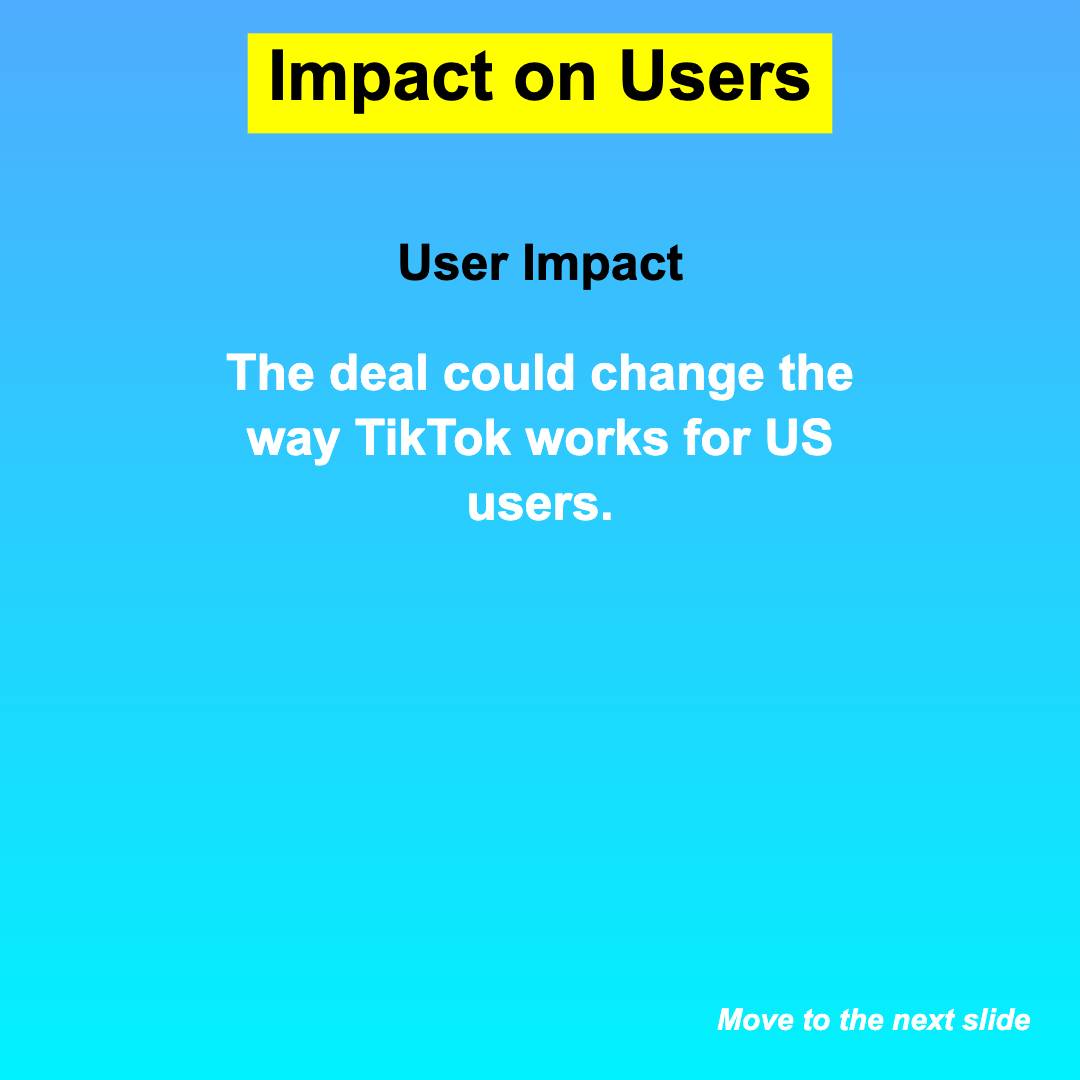 Impact on Users
User Impact
The deal could change the
way TikTok works for US
users.
Move to the next slide